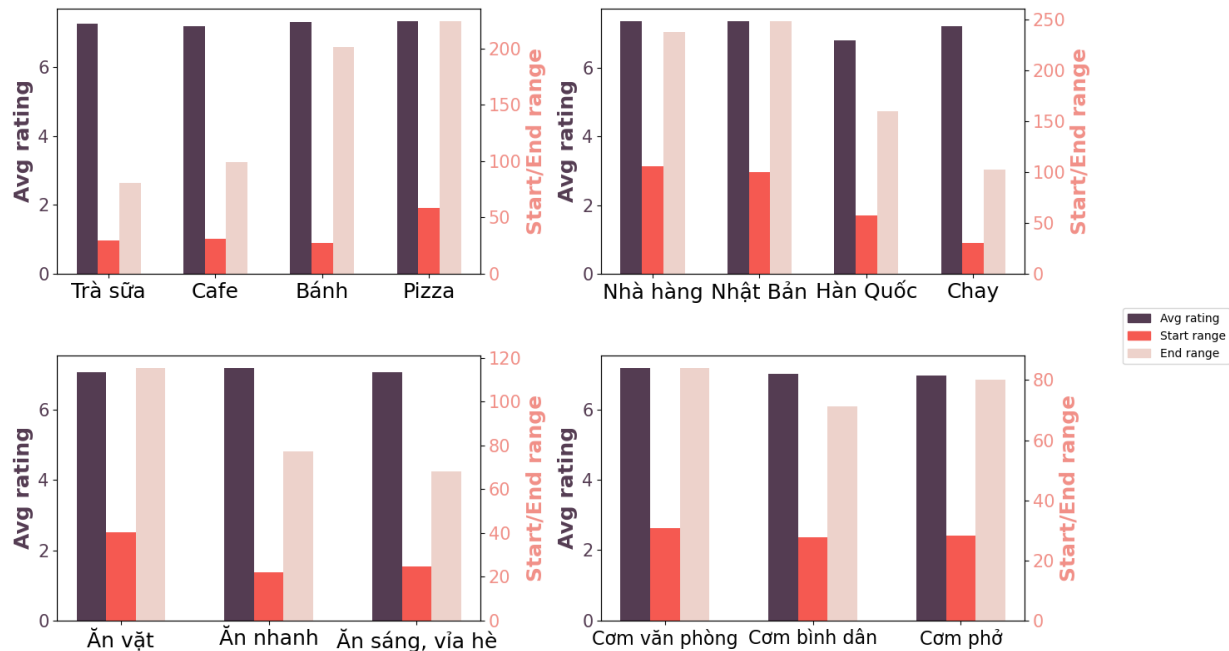 Avg rating
6
4
2
0
Trà sữa
Cafe
Bánh
Pizza
200
150
100
50
0
Start/End range
Avg rating
6
4
2
0
Nhà hàng
Nhật Bản
Hàn Quốc
Chay
250
200
150
100
50
0
Start/End range
Avg rating
Start range
End range
Avg rating
6
4
2
0
Ăn vặt
Ăn nhanh
Ăn sáng, vỉa hè
120
100
80
60
40
20
0
Start/End range
Avg rating
6
4
2
0
Cơm văn phòng
Cơm bình dân
Cơm phở
80
60
40
20
0
Start/End range